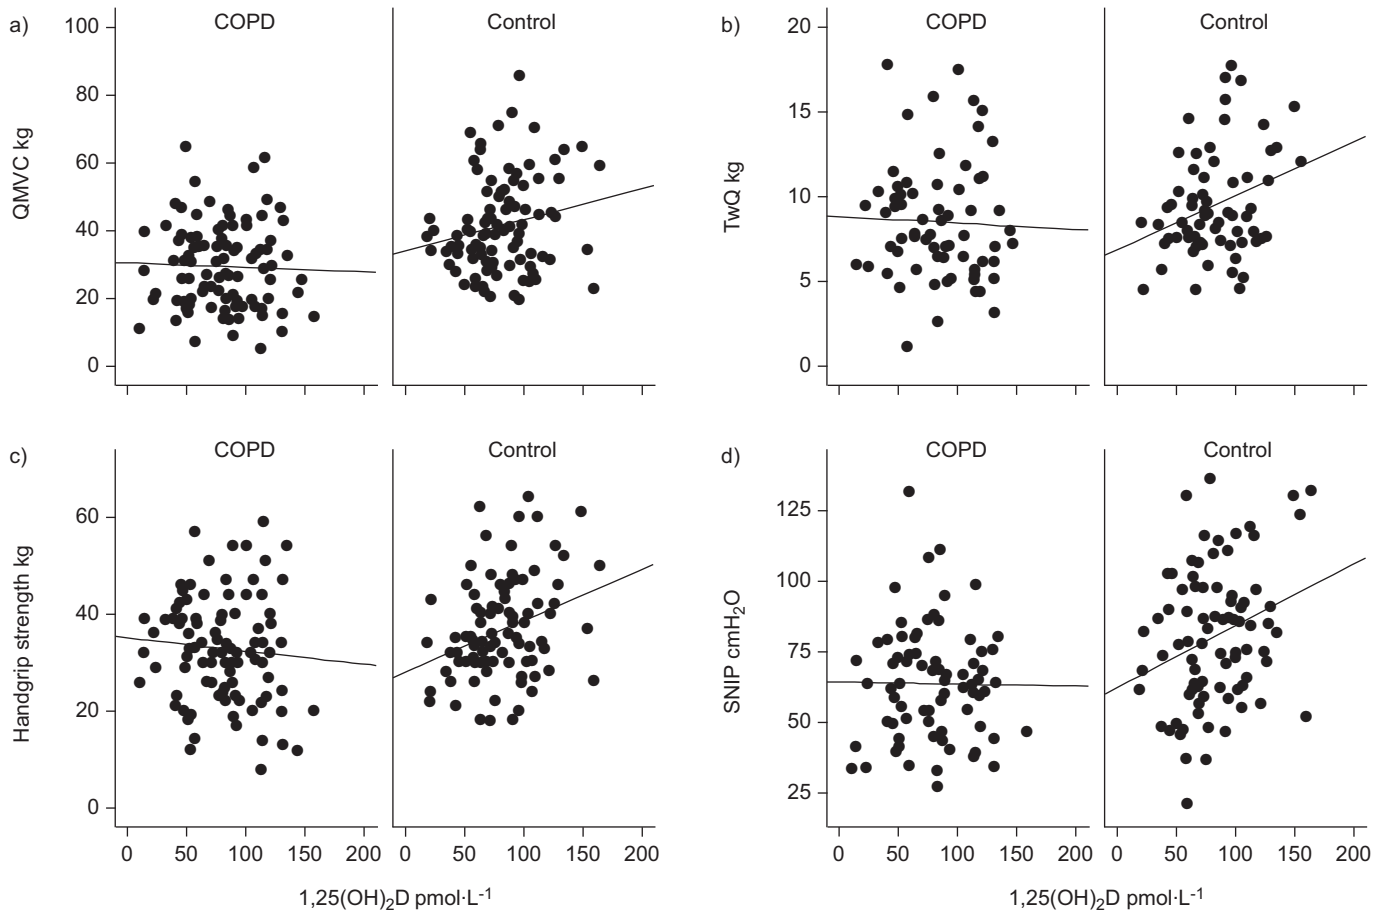 a)
COPD
Control
QMVC kg
100
80
60
40
20
0
b)
COPD
Control
TwQ kg
20
15
10
5
0
c)
COPD
Control
Handgrip strength kg
60
40
20
0
0 50 100 150 200 0 50 100 150 200
1,25(OH)₂D pmol·L⁻¹
d)
COPD
Control
SNIP cmH₂O
125
100
75
50
25
0 50 100 150 200 0 50 100 150 200
1,25(OH)₂D pmol·L⁻¹